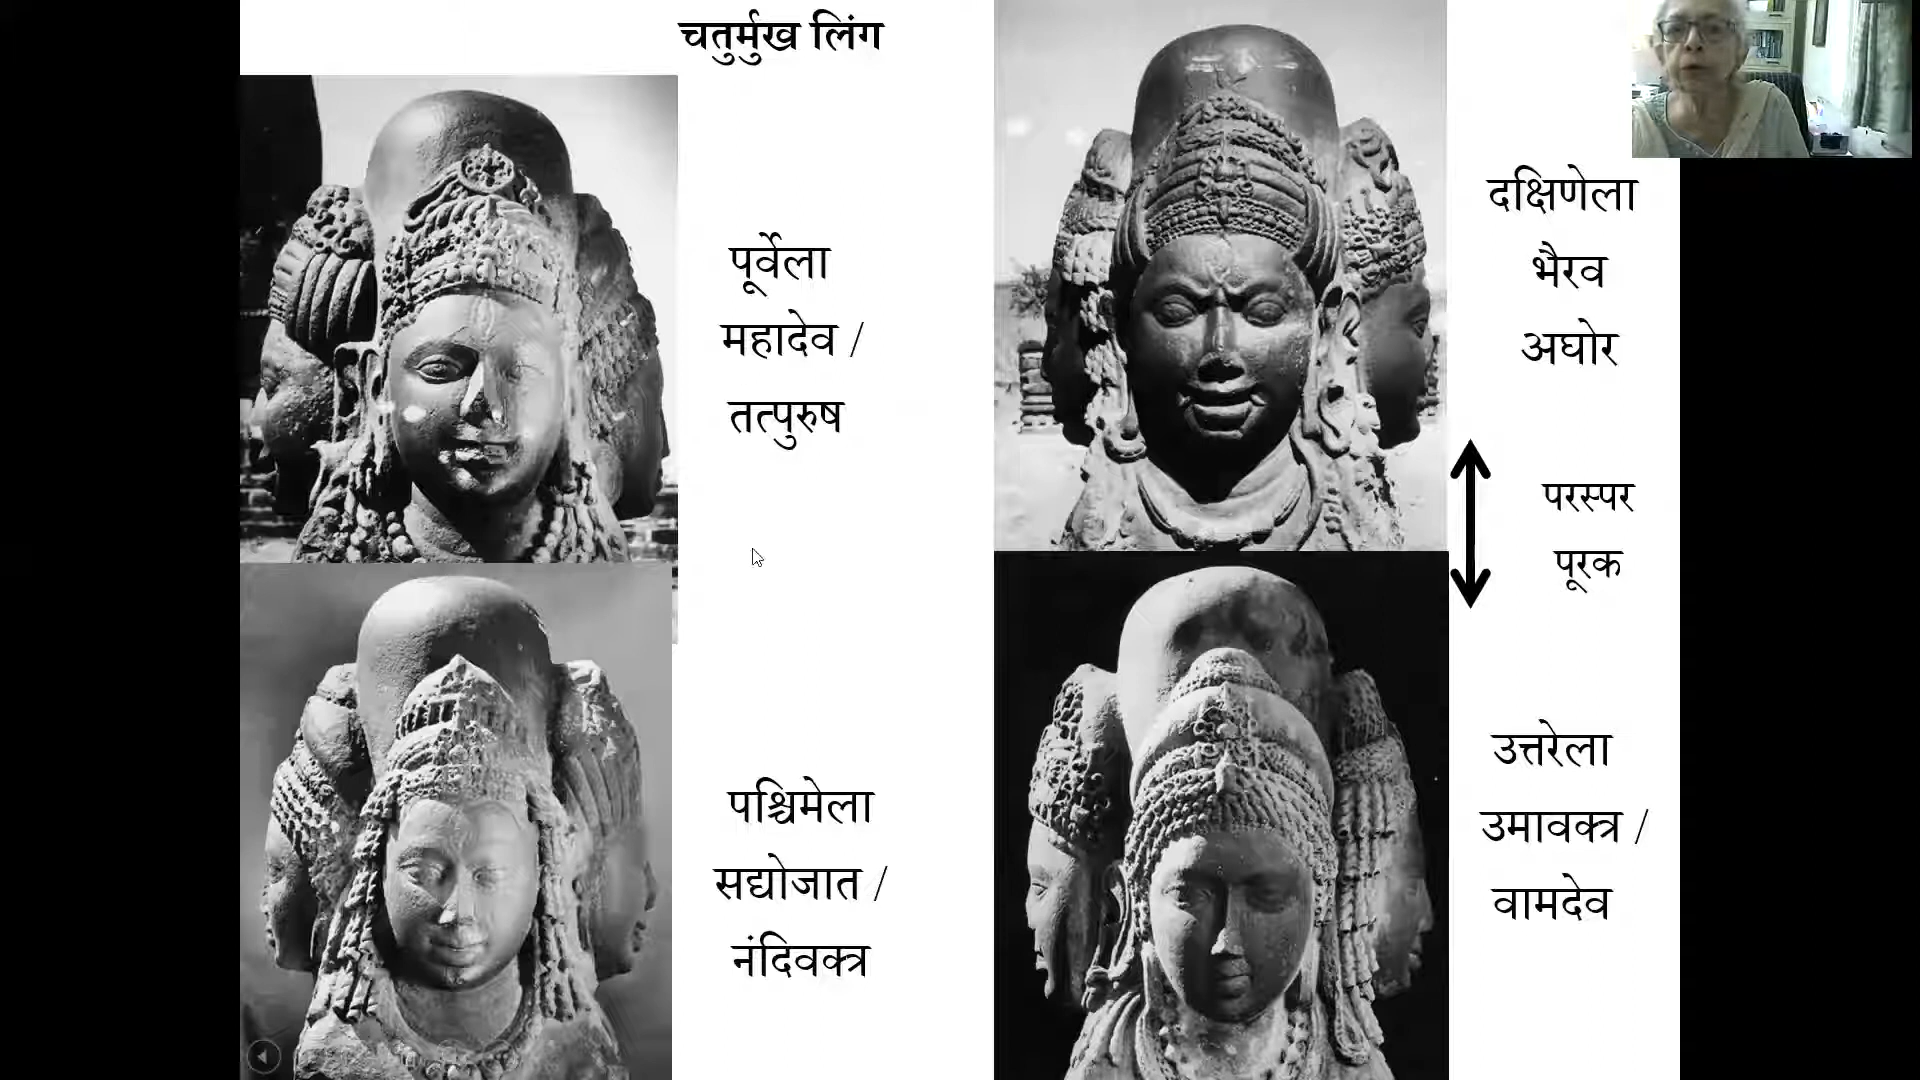 चतुर्मुख लिंग
पूर्वेला
महादेव /
तत्पुरुष
दक्षिणेला
भैरव
अघोर
परस्पर
पूरक
पश्चिमेला
सद्योजात /
नंदिवक्त्र
उत्तरेला
उमावक्त्र /
वामदेव